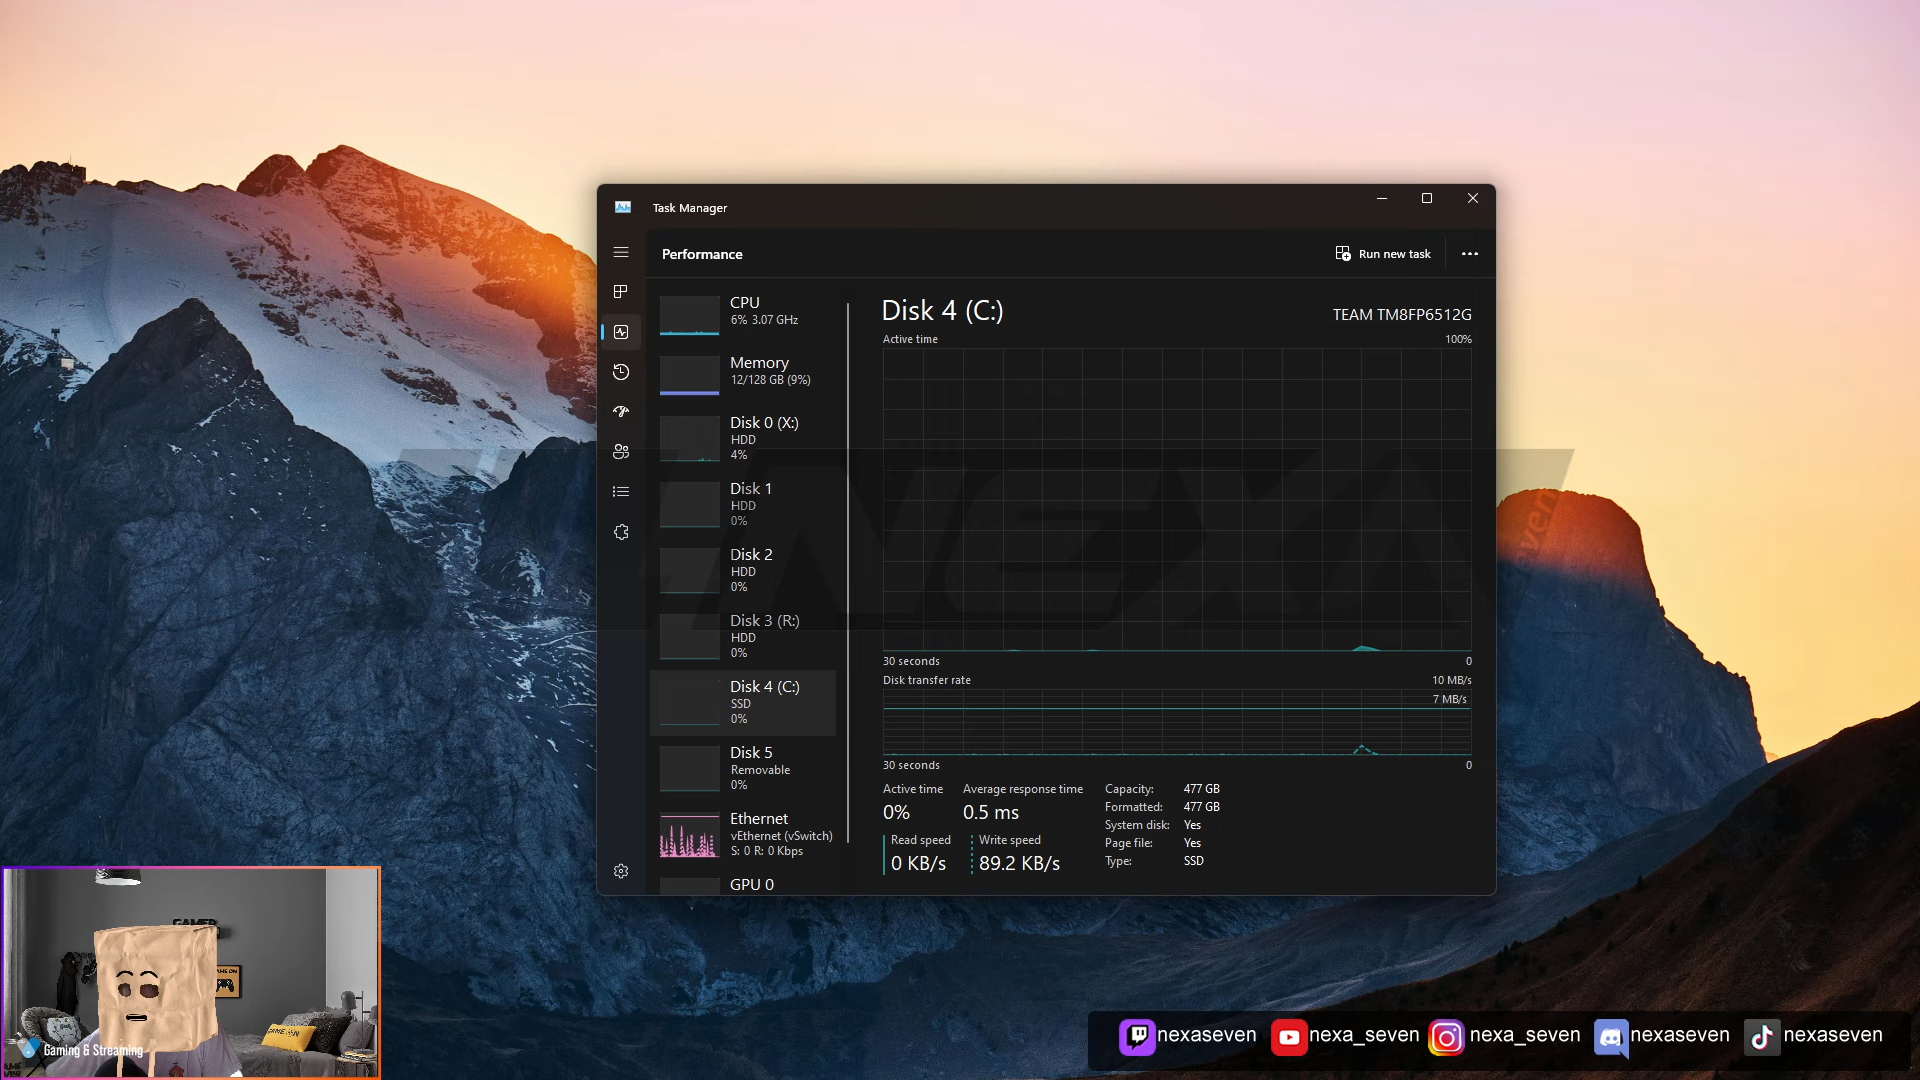 Task Manager
Performance
Run new task
CPU
6% 3.07 GHz
Memory
12/128 GB (9%)
Disk 0 (X:)
HDD
4%
Disk 1
HDD
0%
Disk 2
HDD
0%
Disk 3 (R:)
HDD
0%
Disk 4 (C:)
SSD
0%
Disk 5
Removable
0%
Ethernet
vEthernet (vSwitch)
S: 0 R: 0 Kbps
GPU 0
Disk 4 (C:)
TEAM TM8FP6512G
Active time
100%
30 seconds
0
Disk transfer rate
10 MB/s
7 MB/s
30 seconds
0
Active time
0%
Average response time
0.5 ms
Read speed
0 KB/s
Write speed
89.2 KB/s
Capacity: 477 GB
Formatted: 477 GB
System disk: Yes
Page file: Yes
Type: SSD
NEXA
GAMER
GAME ON
Gaming & Streaming
nexaseven
nexa_seven
nexa_seven
nexaseven
nexaseven